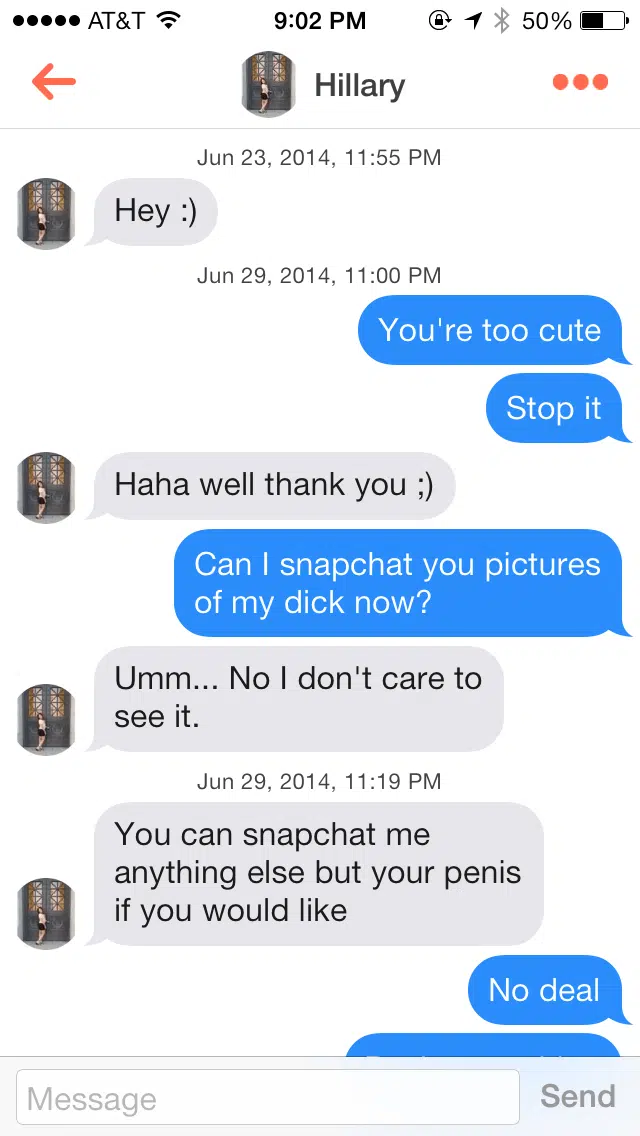 AT&T 9:02 PM 50%
Hillary
Jun 23, 2014, 11:55 PM
Hey :)
Jun 29, 2014, 11:00 PM
You're too cute
Stop it
Haha well thank you ;)
Can I snapchat you pictures
of my dick now?
Umm... No I don't care to
see it.
Jun 29, 2014, 11:19 PM
You can snapchat me
anything else but your penis
if you would like
No deal
Message Send